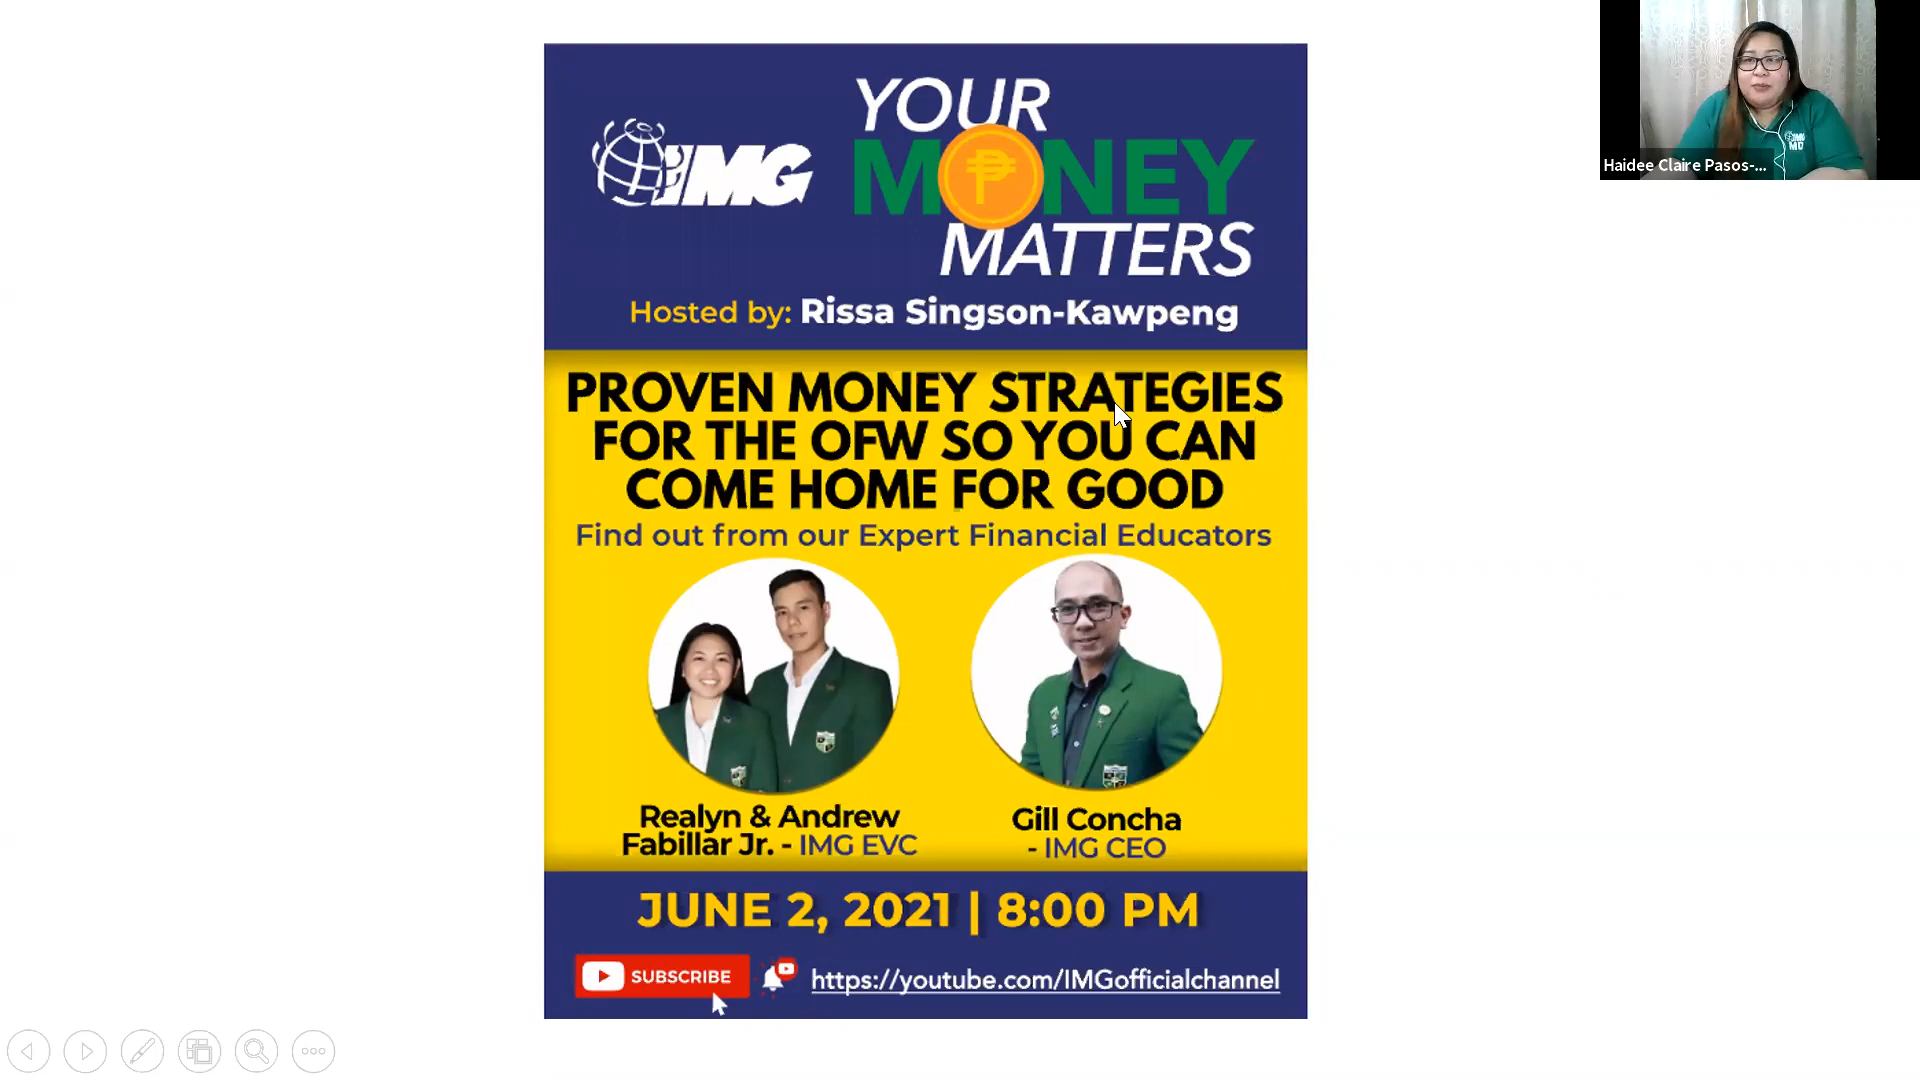 IMG
YOUR
MONEY
MATTERS
Hosted by: Rissa Singson-Kawpeng
PROVEN MONEY STRATEGIES
FOR THE OFW SO YOU CAN
COME HOME FOR GOOD
Find out from our Expert Financial Educators
Realyn & Andrew
Fabillar Jr. - IMG EVC
Gill Concha
- IMG CEO
JUNE 2, 2021 | 8:00 PM
SUBSCRIBE
https://youtube.com/IMGofficialchannel
IMG
MD
Haidee Claire Pasos-...